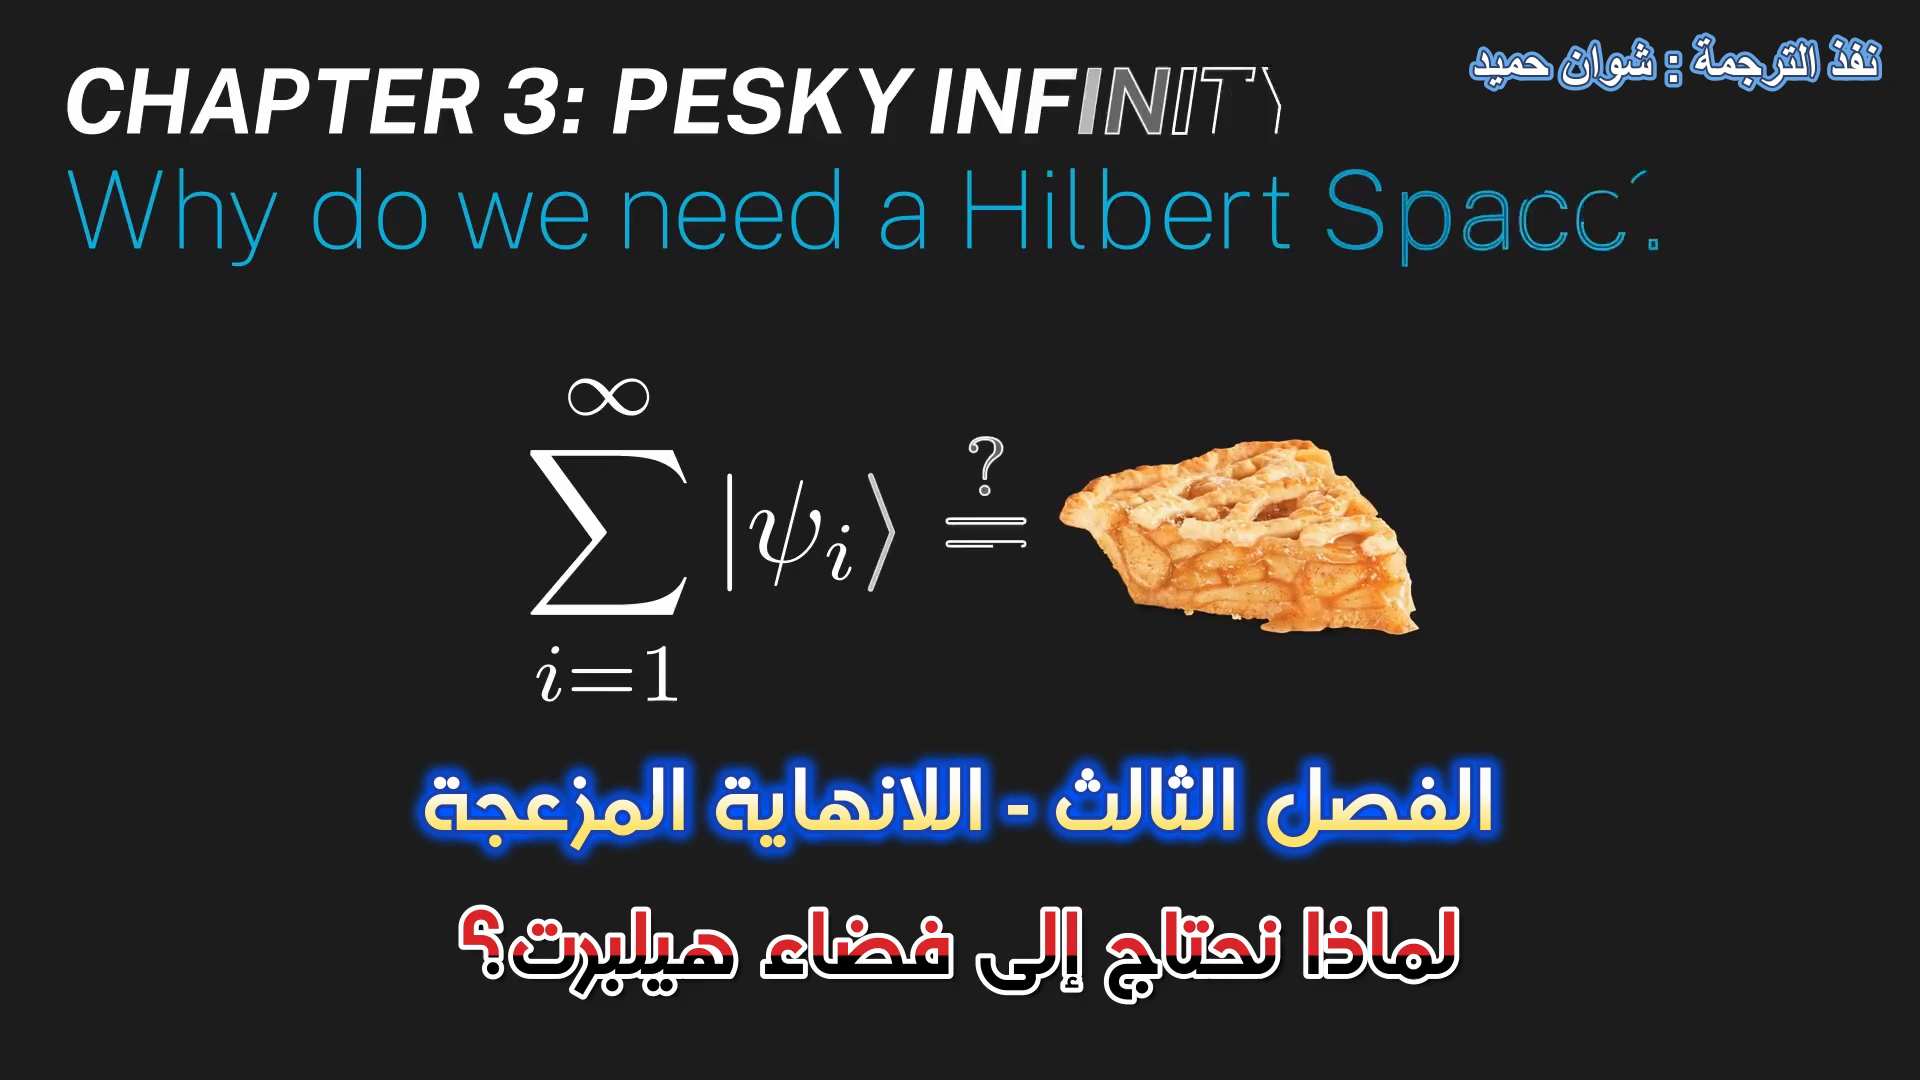 CHAPTER 3: PESKY INFINITY
نفذ الترجمة : شوان حميد
Why do we need a Hilbert Space?
∞
∑ |ψᵢ⟩ ≟
i=1
الفصل الثالث - اللانهاية المزعجة
لماذا نحتاج إلى فضاء هيلبرت؟